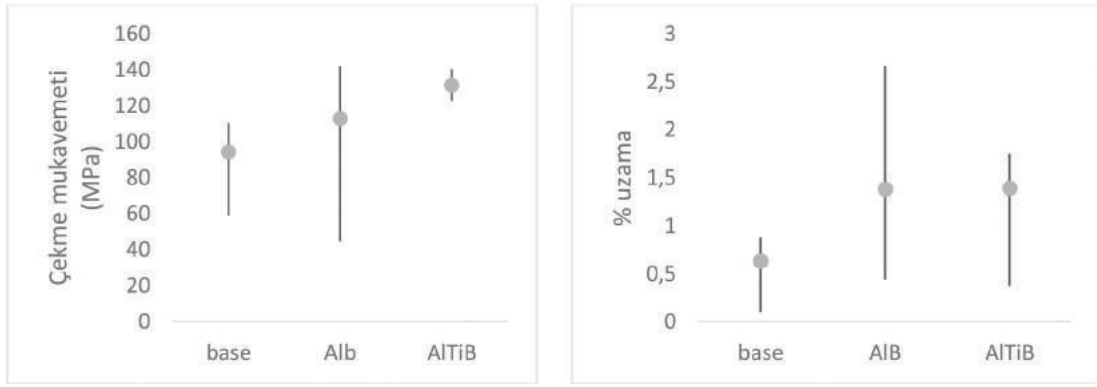 Çekme mukavemeti
(MPa)
160
140
120
100
80
60
40
20
0
base
Alb
AlTiB
% uzama
3
2,5
2
1,5
1
0,5
0
base
AlB
AlTiB